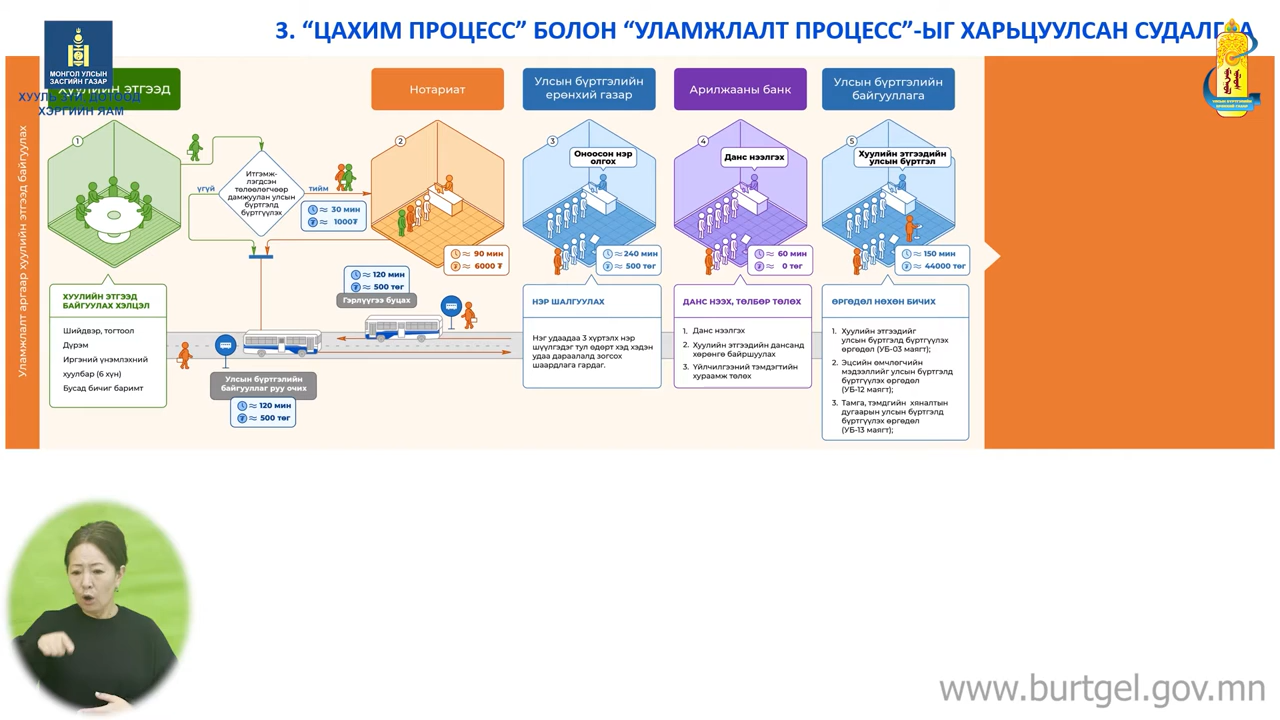 3. “ЦАХИМ ПРОЦЕСС” БОЛОН “УЛАМЖЛАЛТ ПРОЦЕСС”-ЫГ ХАРЬЦУУЛСАН СУДАЛГАА
МОНГОЛ УЛСЫН
ЗАСГИЙН ГАЗАР
ХУУЛЬ ЗҮЙ, ДОТООД
ХЭРГИЙН ЯАМ
Уламжлалт аргаар хуулийн этгээд байгуулах
ХУУЛИЙН ЭТГЭЭД
Нотариат
Улсын бүртгэлийн
ерөнхий газар
Арилжааны банк
Улсын бүртгэлийн
байгууллага
1
үгүй
Итгэмж-
лэгдсэн
төлөөлөгчөөр
дамжуулан улсын
бүртгэлд
бүртгүүлэх
тийм
≈ 30 мин
≈ 1000₮
2
≈ 90 мин
≈ 6000 ₮
3
Оноосон нэр
олгох
≈240 мин
≈ 500 төг
4
Данс нээлгэх
≈ 60 мин
≈ 0 төг
5
Хуулийн этгээдийн
улсын бүртгэл
≈ 150 мин
≈ 44000 төг
≈ 120 мин
≈ 500 төг
Гэрлүүгээ буцах
Улсын бүртгэлийн
байгууллаг руу очих
≈ 120 мин
≈ 500 төг
ХУУЛИЙН ЭТГЭЭД
БАЙГУУЛАХ ХЭЛЦЭЛ
Шийдвэр, тогтоол
Дүрэм
Иргэний үнэмлэхний
хуулбар (6 хүн)
Бусад бичиг баримт
НЭР ШАЛГУУЛАХ
Нэг удаадаа 3 хүртэлх нэр
шүүлгэдэг тул өдөрт хэд хэдэн
удаа дараалалд зогсох
шаардлага гардаг.
ДАНС НЭЭХ, ТӨЛБӨР ТӨЛӨХ
1. Данс нээлгэх
2. Хуулийн этгээдийн дансанд
хөрөнгө байршуулах
3. Үйлчилгээний тэмдэгтийн
хураамж төлөх
ӨРГӨДӨЛ НӨХӨН БИЧИХ
1. Хуулийн этгээдийг
улсын бүртгэлд бүртгүүлэх
өргөдөл (УБ-03 маягт);
2. Эцсийн өмчлөгчийн
мэдээллийг улсын бүртгэлд
бүртгүүлэх өргөдөл
(УБ-12 маягт);
3. Тамга, тэмдгийн хяналтын
дугаарын улсын бүртгэлд
бүртгүүлэх өргөдөл
(УБ-13 маягт);
www.burtgel.gov.mn